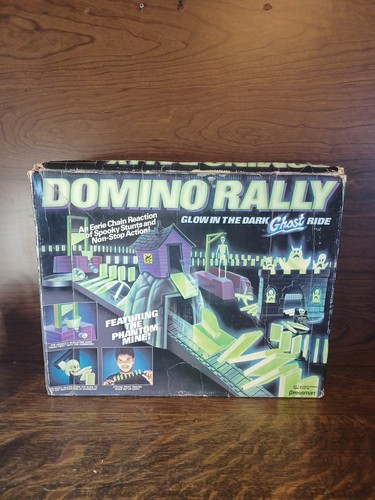 DOMINO RALLY
GLOW IN THE DARK Ghost RIDE
An Eerie Chain Reaction
of Spooky Stunts and
Non-Stop Action!
FEATURING
THE
PHANTOM
MINE!
Pressman